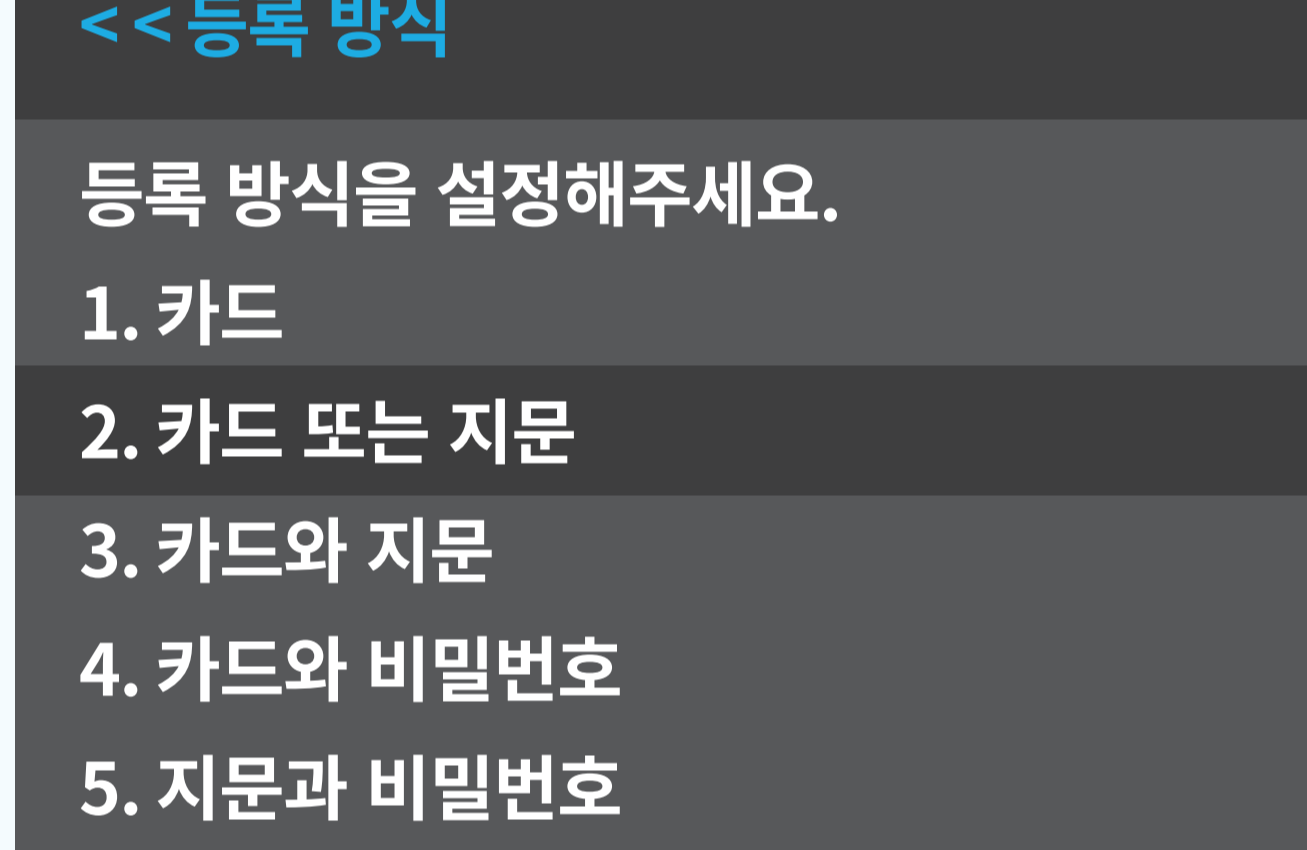 << 등록 방식
등록 방식을 설정해주세요.
1. 카드
2. 카드 또는 지문
3. 카드와 지문
4. 카드와 비밀번호
5. 지문과 비밀번호